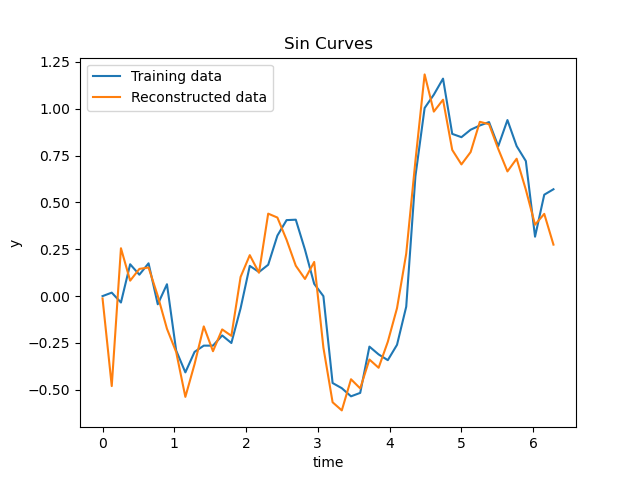 Sin Curves
Training data
Reconstructed data
y
1.25
1.00
0.75
0.50
0.25
0.00
−0.25
−0.50
0 1 2 3 4 5 6
time